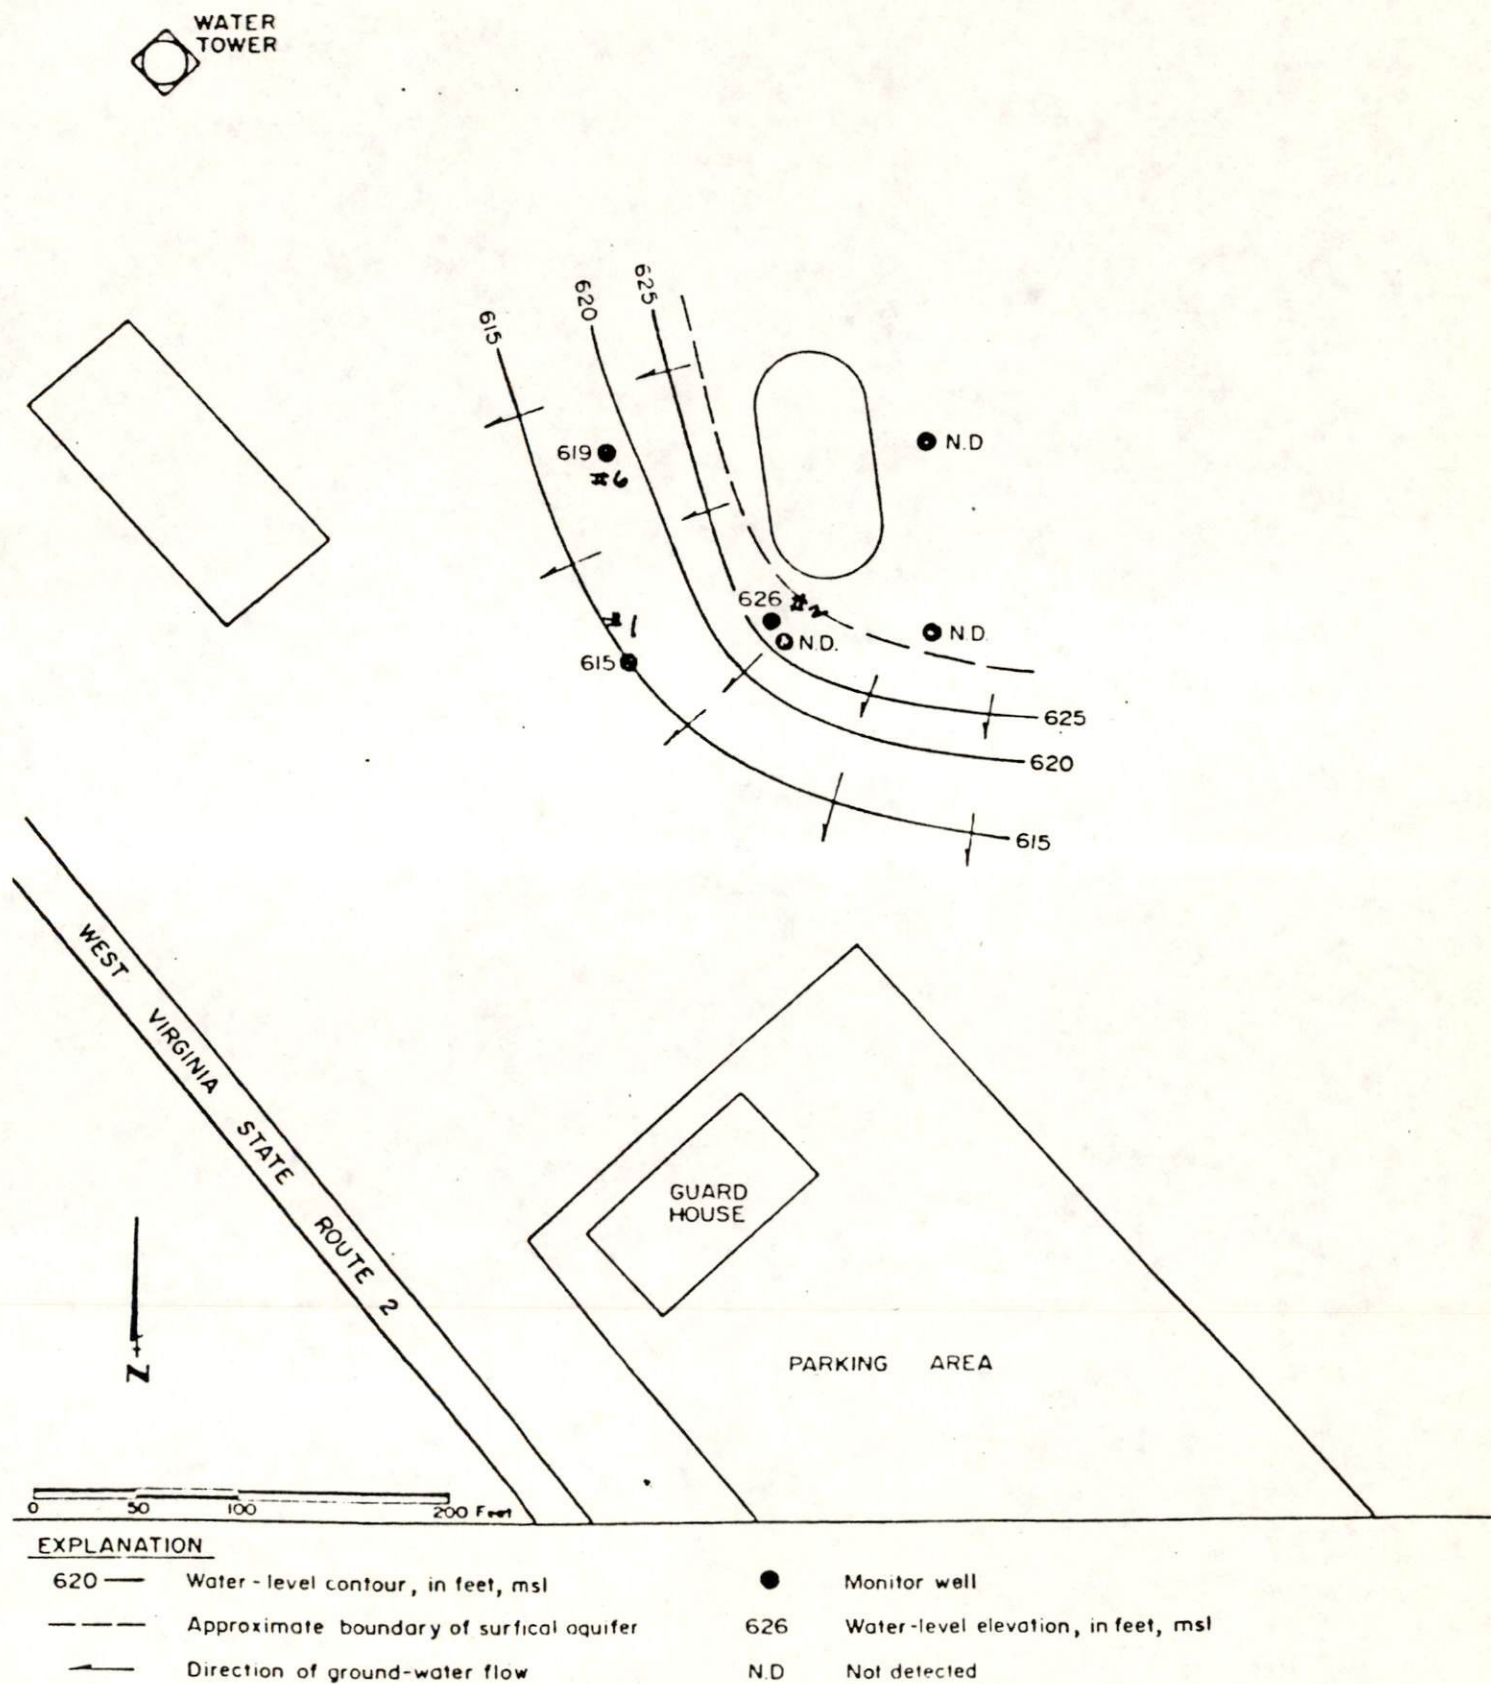 WATER
TOWER
625
620
615
619
#6
626 #2
N.D
N.D.
N.D.
#1
615
625
620
615
WEST VIRGINIA STATE ROUTE 2
GUARD
HOUSE
PARKING AREA
N
0 50 100 200 Feet
EXPLANATION
620 Water-level contour, in feet, msl
Approximate boundary of surfical aquifer
Direction of ground-water flow
Monitor well
626 Water-level elevation, in feet, msl
N.D Not detected